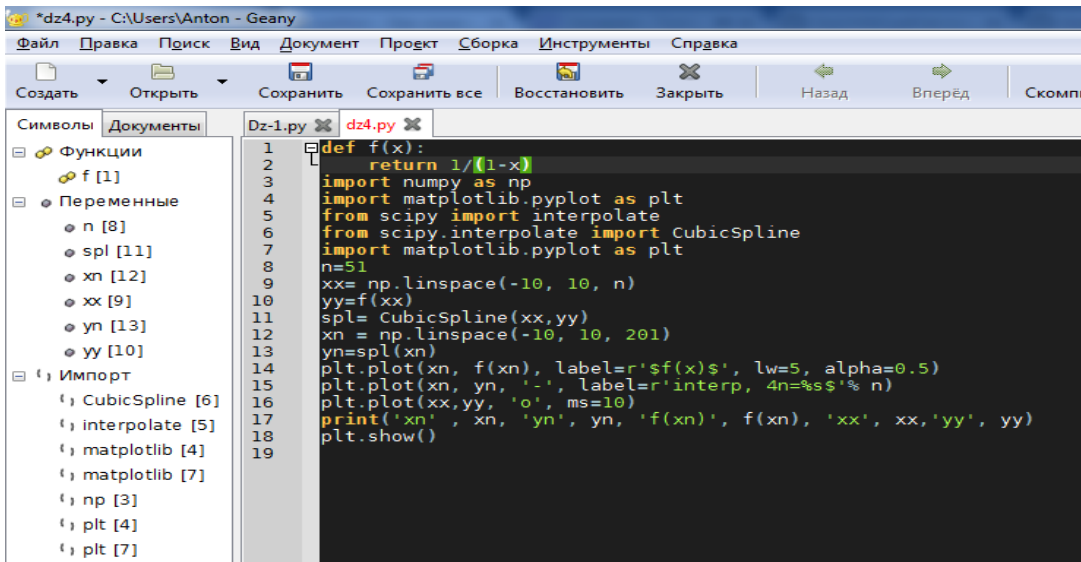 *dz4.py - C:\Users\Anton - Geany
Файл Правка Поиск Вид Документ Проект Сборка Инструменты Справка
Создать Открыть Сохранить Сохранить все Восстановить Закрыть Назад Вперёд Скомпи
Символы Документы Dz-1.py dz4.py
Функции
f [1]
Переменные
n [8]
spl [11]
xn [12]
xx [9]
yn [13]
yy [10]
Импорт
CubicSpline [6]
interpolate [5]
matplotlib [4]
matplotlib [7]
np [3]
plt [4]
plt [7]
1 def f(x):
2     return 1/(1-x)
3 import numpy as np
4 import matplotlib.pyplot as plt
5 from scipy import interpolate
6 from scipy.interpolate import CubicSpline
7 import matplotlib.pyplot as plt
8 n=51
9 xx= np.linspace(-10, 10, n)
10 yy=f(xx)
11 spl= CubicSpline(xx,yy)
12 xn = np.linspace(-10, 10, 201)
13 yn=spl(xn)
14 plt.plot(xn, f(xn), label=r'$f(x)$', lw=5, alpha=0.5)
15 plt.plot(xn, yn, '-', label=r'interp, 4n=%s$'% n)
16 plt.plot(xx,yy, 'o', ms=10)
17 print('xn' , xn, 'yn', yn, 'f(xn)', f(xn), 'xx', xx,'yy', yy)
18 plt.show()
19